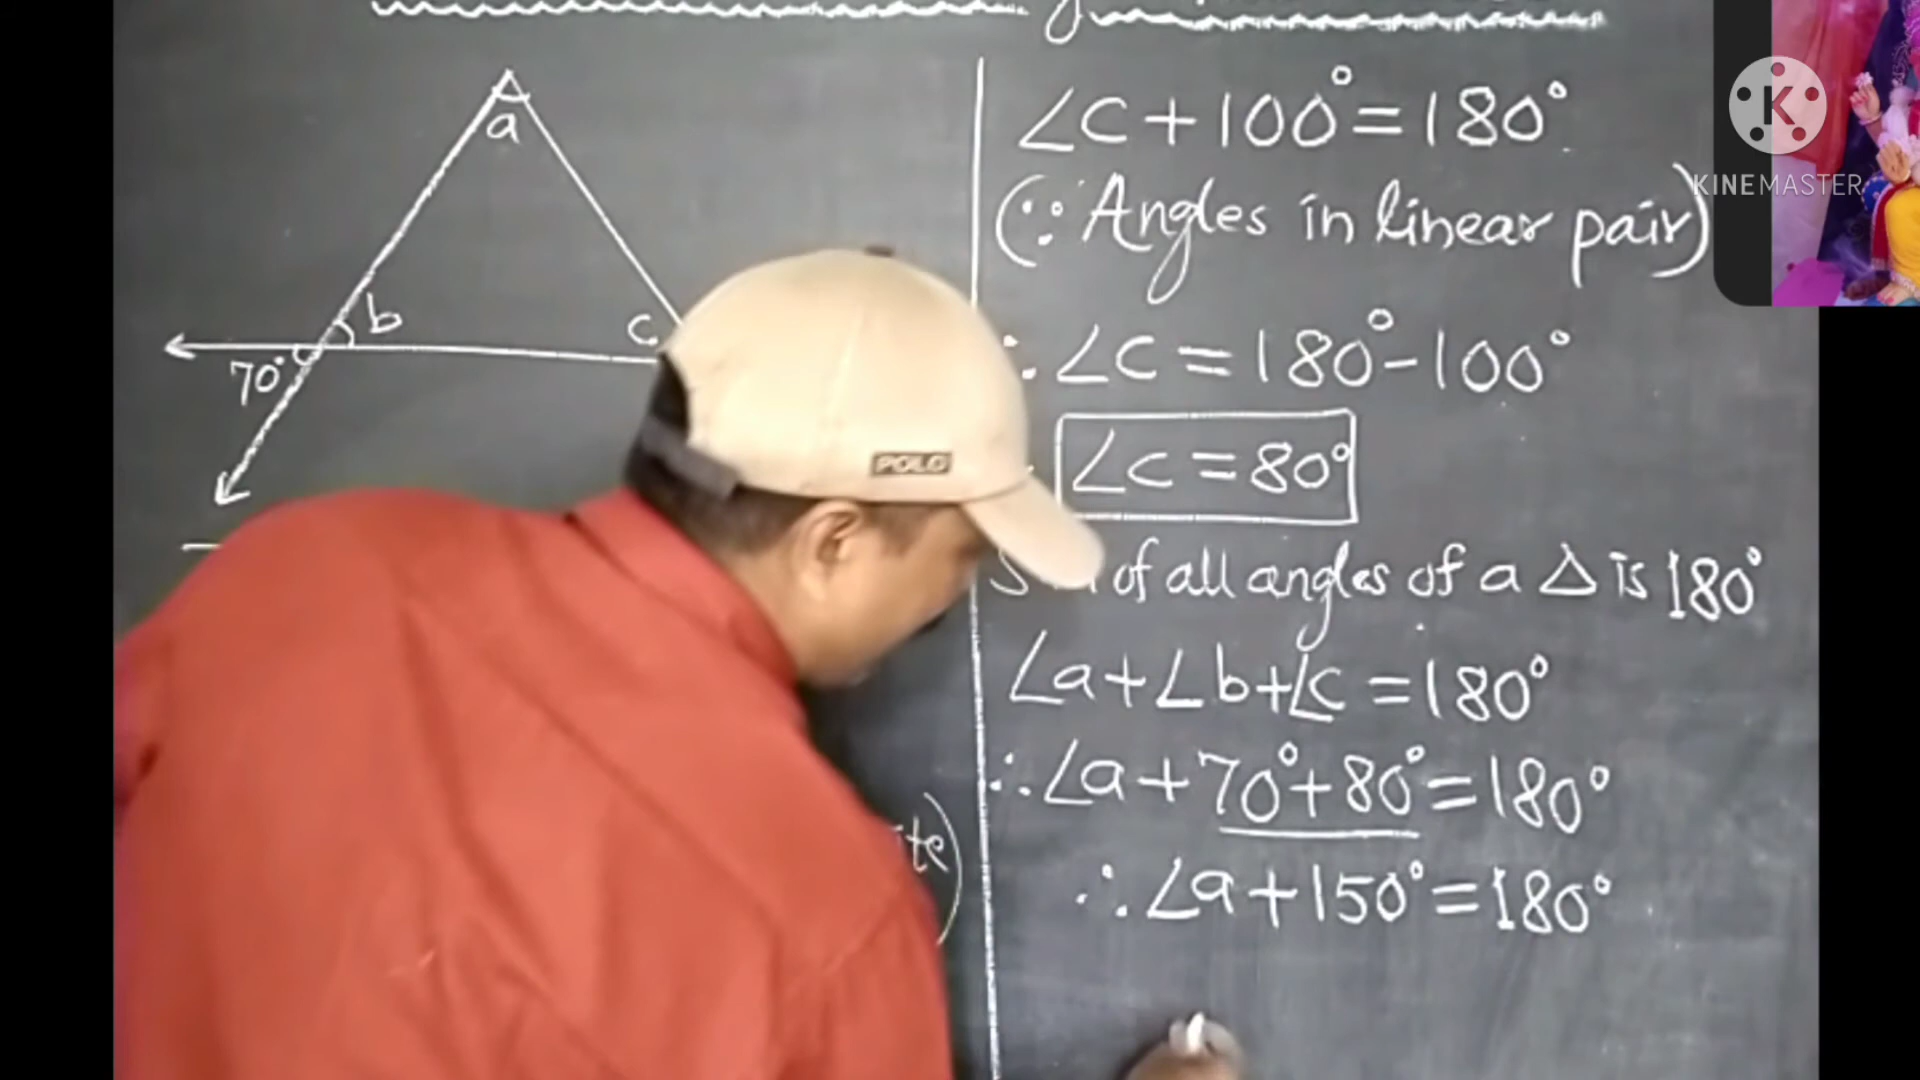 a
b
c
70°
∠c + 100° = 180°
(∵ Angles in linear pair)
∴ ∠c = 180° - 100°
∠c = 80°
of all angles of a △ is 180°
∠a + ∠b + ∠c = 180°
∴ ∠a + 70° + 80° = 180°
∴ ∠a + 150° = 180°
POLO
K
KINEMASTER